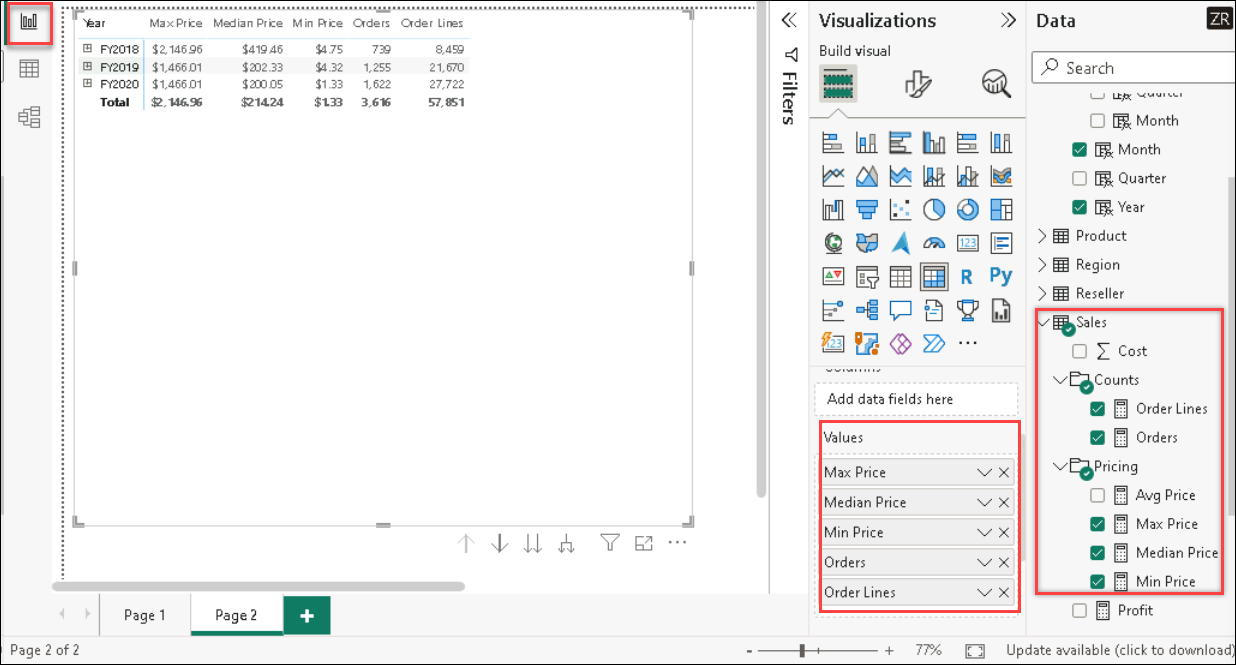 Year Max Price Median Price Min Price Orders Order Lines
FY2018 $2,146.96 $419.46 $4.75 739 8,459
FY2019 $1,466.01 $202.33 $4.32 1,255 21,670
FY2020 $1,466.01 $200.05 $1.33 1,622 27,722
Total $2,146.96 $214.24 $1.33 3,616 57,851
Filters
Visualizations
Build visual
123
R
Py
123
Columns
Add data fields here
Values
Max Price
Median Price
Min Price
Orders
Order Lines
Data
ZR
Search
Quarter
Month
Month
Quarter
Year
Product
Region
Reseller
Sales
Cost
Counts
Order Lines
Orders
Pricing
Avg Price
Max Price
Median Price
Min Price
Profit
Page 1
Page 2
+
Page 2 of 2
- + 77%
Update available (click to download)